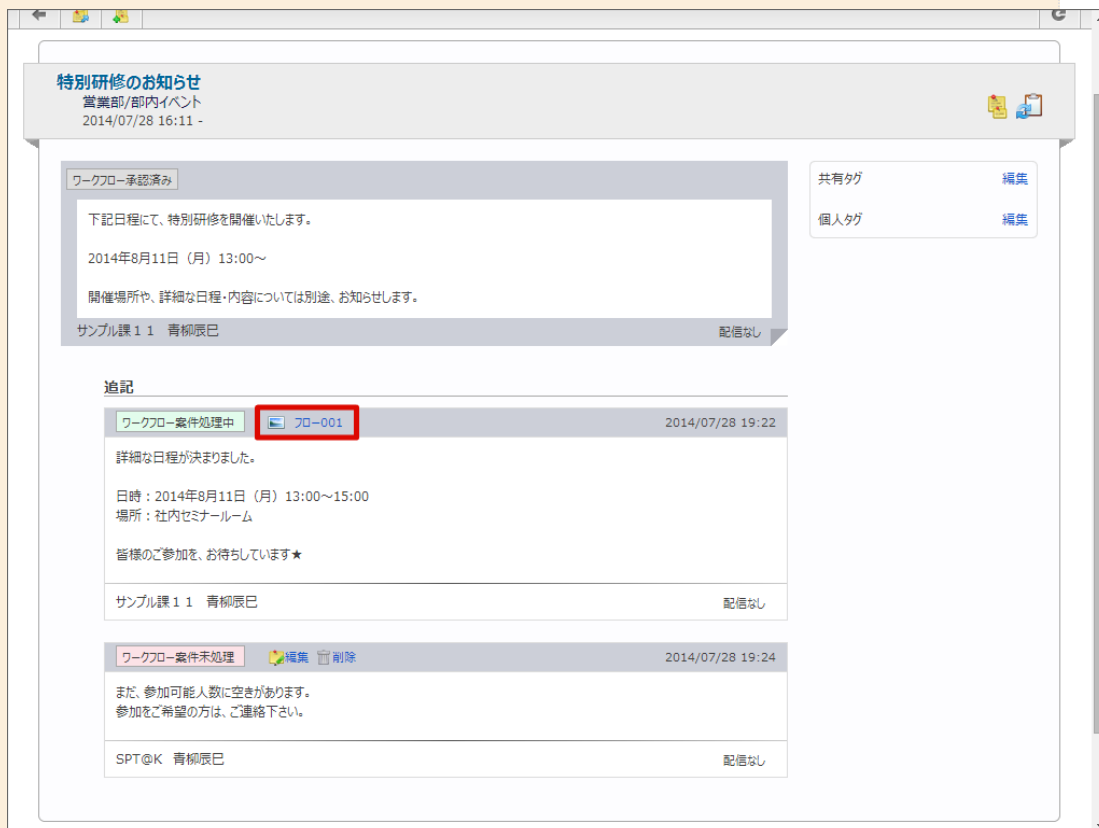 特別研修のお知らせ
営業部/部内イベント
2014/07/28 16:11 -
ワークフロー承認済み
下記日程にて、特別研修を開催いたします。
2014年8月11日（月）13:00～
開催場所や、詳細な日程・内容については別途、お知らせします。
サンプル課１１　青柳辰巳
配信なし
共有タグ 編集
個人タグ 編集
追記
ワークフロー案件処理中 フロー001 2014/07/28 19:22
詳細な日程が決まりました。
日時：2014年8月11日（月）13:00～15:00
場所：社内セミナールーム
皆様のご参加を、お待ちしています★
サンプル課１１　青柳辰巳 配信なし
ワークフロー案件未処理 編集 削除 2014/07/28 19:24
まだ、参加可能人数に空きがあります。
参加をご希望の方は、ご連絡下さい。
SPT@K　青柳辰巳 配信なし